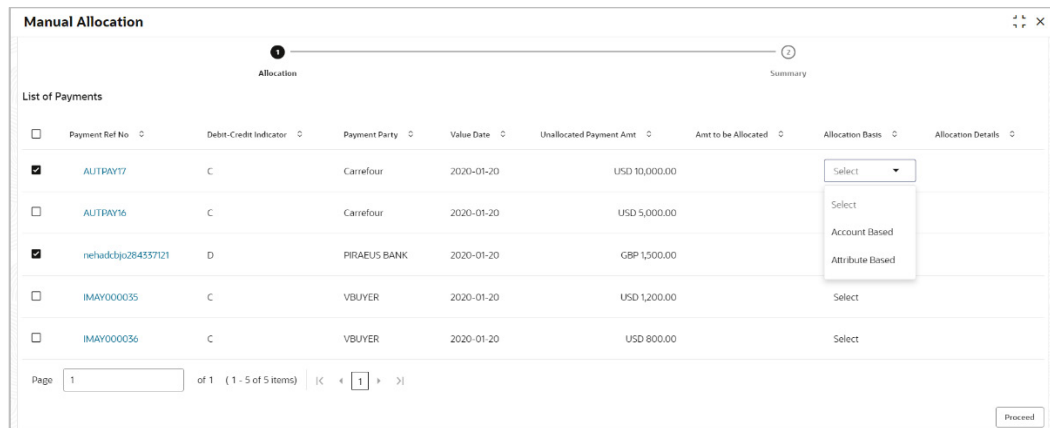 Manual Allocation
1
2
Allocation
Summary
List of Payments
Payment Ref No Debit-Credit Indicator Payment Party Value Date Unallocated Payment Amt Amt to be Allocated Allocation Basis Allocation Details
AUTPAY17 C Carrefour 2020-01-20 USD 10,000.00 Select
Select
AUTPAY16 C Carrefour 2020-01-20 USD 5,000.00
Account Based
nehadcbjo284337121 D PIRAEUS BANK 2020-01-20 GBP 1,500.00
Attribute Based
IMAY000035 C VBUYER 2020-01-20 USD 1,200.00 Select
IMAY000036 C VBUYER 2020-01-20 USD 800.00 Select
Page 1 of 1 (1 - 5 of 5 items) 1
Proceed